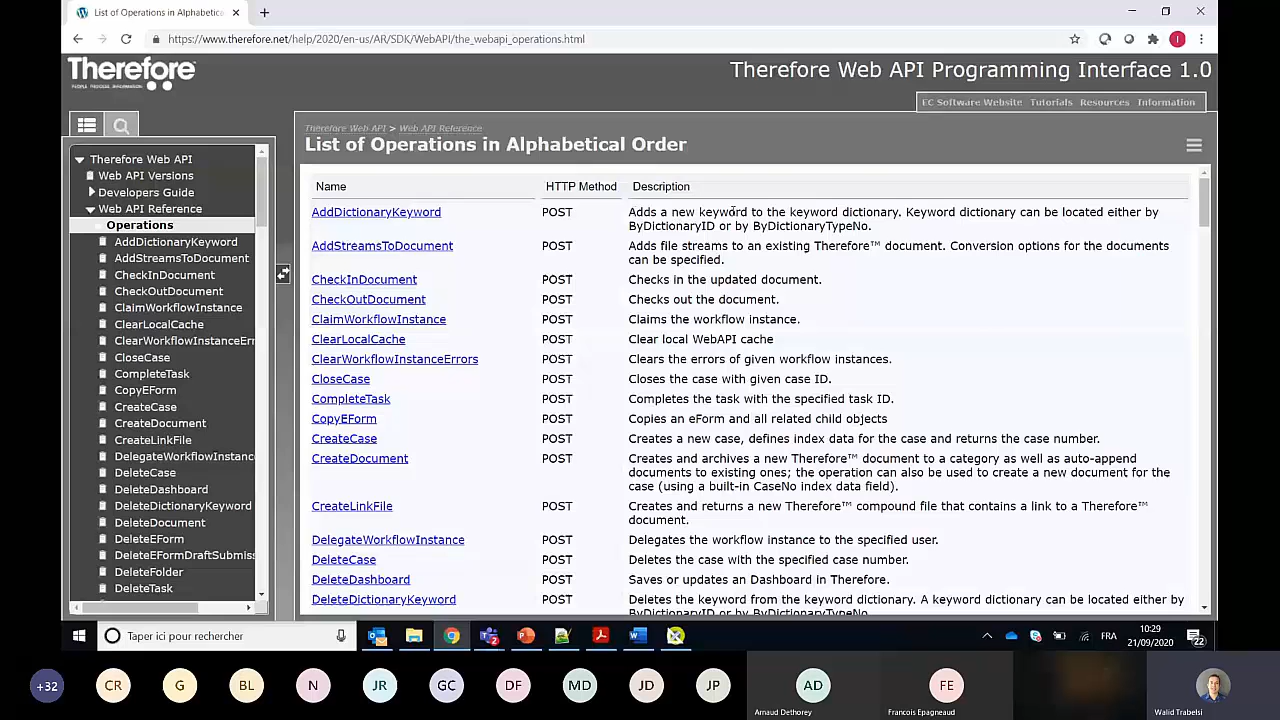 List of Operations in Alphabetica
https://www.therefore.net/help/2020/en-us/AR/SDK/WebAPI/the_webapi_operations.html
Therefore
PEOPLE. PROCESS. INFORMATION.
Therefore Web API Programming Interface 1.0
EC Software Website Tutorials Resources Information
Therefore Web API
Web API Versions
Developers Guide
Web API Reference
Operations
AddDictionaryKeyword
AddStreamsToDocument
CheckInDocument
CheckOutDocument
ClaimWorkflowInstance
ClearLocalCache
ClearWorkflowInstanceErr
CloseCase
CompleteTask
CopyEForm
CreateCase
CreateDocument
CreateLinkFile
DelegateWorkflowInstanc
DeleteCase
DeleteDashboard
DeleteDictionaryKeyword
DeleteDocument
DeleteEForm
DeleteEFormDraftSubmiss
DeleteFolder
DeleteTask
Therefore Web API > Web API Reference
List of Operations in Alphabetical Order
Name HTTP Method Description
AddDictionaryKeyword POST Adds a new keyword to the keyword dictionary. Keyword dictionary can be located either by
ByDictionaryID or by ByDictionaryTypeNo.
AddStreamsToDocument POST Adds file streams to an existing Therefore™ document. Conversion options for the documents
can be specified.
CheckInDocument POST Checks in the updated document.
CheckOutDocument POST Checks out the document.
ClaimWorkflowInstance POST Claims the workflow instance.
ClearLocalCache POST Clear local WebAPI cache
ClearWorkflowInstanceErrors POST Clears the errors of given workflow instances.
CloseCase POST Closes the case with given case ID.
CompleteTask POST Completes the task with the specified task ID.
CopyEForm POST Copies an eForm and all related child objects
CreateCase POST Creates a new case, defines index data for the case and returns the case number.
CreateDocument POST Creates and archives a new Therefore™ document to a category as well as auto-append
documents to existing ones; the operation can also be used to create a new document for the
case (using a built-in CaseNo index data field).
CreateLinkFile POST Creates and returns a new Therefore™ compound file that contains a link to a Therefore™
document.
DelegateWorkflowInstance POST Delegates the workflow instance to the specified user.
DeleteCase POST Deletes the case with the specified case number.
DeleteDashboard POST Saves or updates an Dashboard in Therefore.
DeleteDictionaryKeyword POST Deletes the keyword from the keyword dictionary. A keyword dictionary can be located either by
ByDictionaryID or by ByDictionaryTypeNo.
Taper ici pour rechercher
FRA
10:29
21/09/2020
22
+32 CR G BL N JR GC DF MD JD JP AD FE
Arnaud Dethorey
Francois Epagneaud
Walid Trabelsi